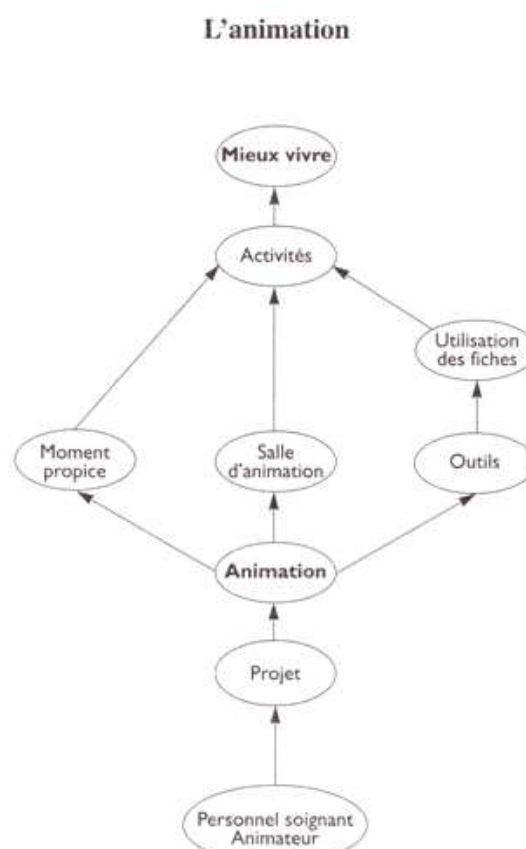 L'animation
Mieux vivre
Activités
Utilisation
des fiches
Moment
propice
Salle
d'animation
Outils
Animation
Projet
Personnel soignant
Animateur